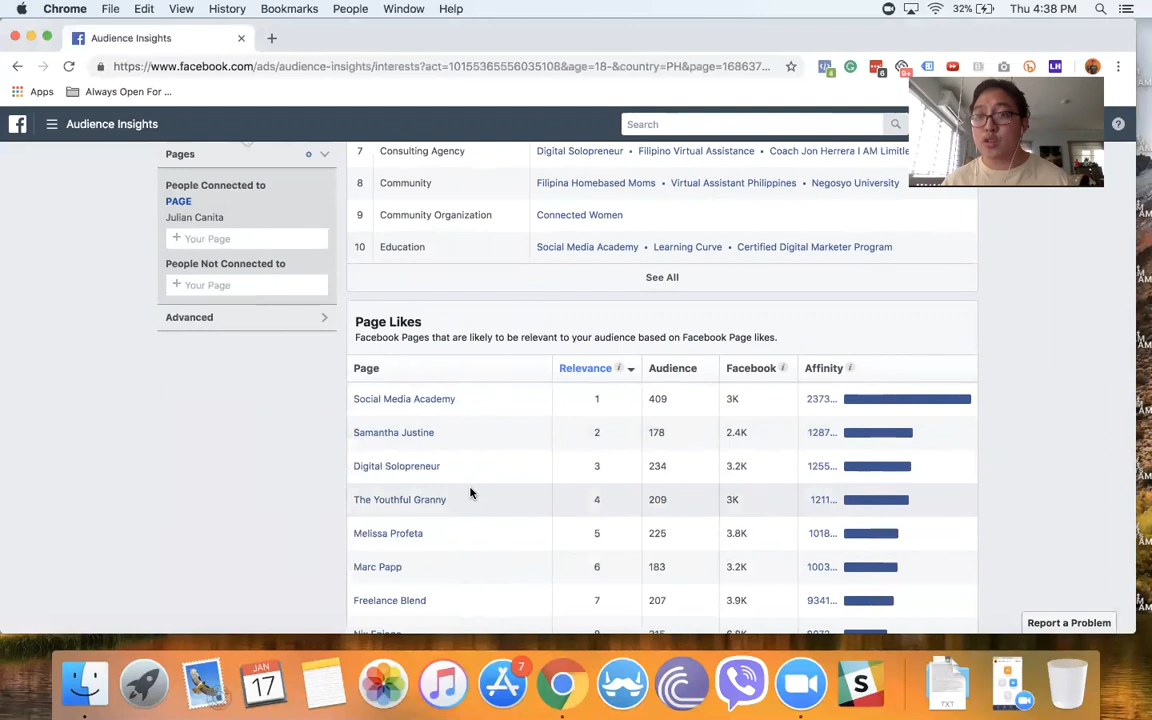 Chrome File Edit View History Bookmarks People Window Help 32% Thu 4:38 PM
Audience Insights
https://www.facebook.com/ads/audience-insights/interests?act=10155365556035108&age=18-&country=PH&page=168637...
4 6 9+ LH
Apps Always Open For ...
Audience Insights Search
Pages
People Connected to
PAGE
Julian Canita
+ Your Page
People Not Connected to
+ Your Page
Advanced
7 Consulting Agency Digital Solopreneur • Filipino Virtual Assistance • Coach Jon Herrera I AM Limitle
8 Community Filipina Homebased Moms • Virtual Assistant Philippines • Negosyo University
9 Community Organization Connected Women
10 Education Social Media Academy • Learning Curve • Certified Digital Marketer Program
See All
Page Likes
Facebook Pages that are likely to be relevant to your audience based on Facebook Page likes.
Page Relevance Audience Facebook Affinity
Social Media Academy 1 409 3K 2373...
Samantha Justine 2 178 2.4K 1287...
Digital Solopreneur 3 234 3.2K 1255...
The Youthful Granny 4 209 3K 1211...
Melissa Profeta 5 225 3.8K 1018...
Marc Papp 6 183 3.2K 1003...
Freelance Blend 7 207 3.9K 9341...
Report a Problem
JAN
17
7
S
TXT